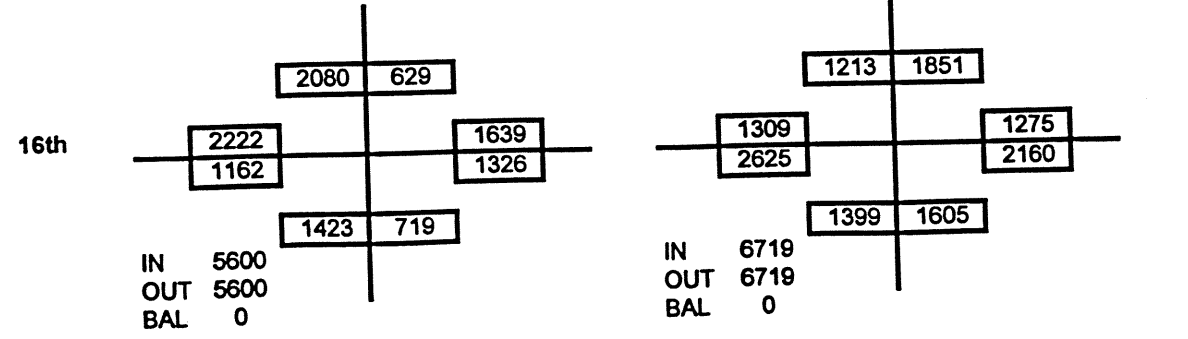 16th
2080 629
2222 1639
1162 1326
1423 719
IN 5600
OUT 5600
BAL 0
1213 1851
1309 1275
2625 2160
1399 1605
IN 6719
OUT 6719
BAL 0